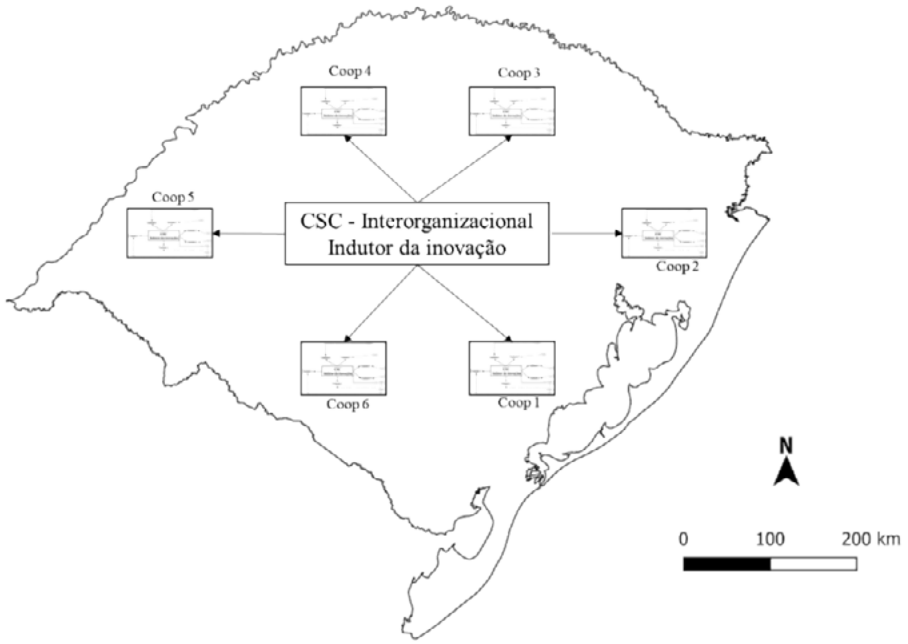 Coop 4
Coop 3
Coop 5
CSC - Interorganizacional
Indutor da inovação
Coop 2
Coop 6
Coop 1
N
0 100 200 km